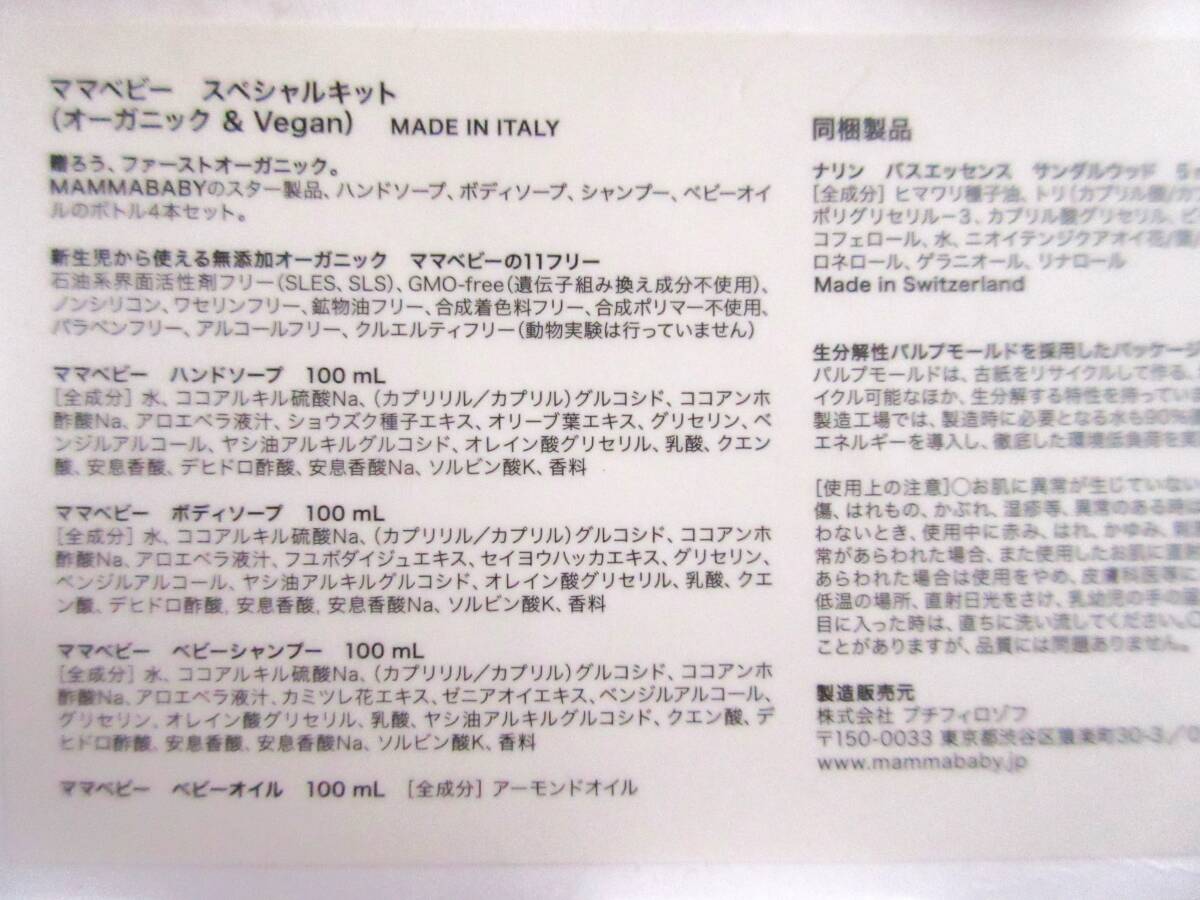 ママベビー スペシャルキット
(オーガニック & Vegan) MADE IN ITALY
贈ろう、ファーストオーガニック。
MAMMABABYのスター製品、ハンドソープ、ボディソープ、シャンプー、ベビーオイ
ルのボトル4本セット。
新生児から使える無添加オーガニック ママベビーの11フリー
石油系界面活性剤フリー(SLES、SLS)、GMO-free(遺伝子組み換え成分不使用)、
ノンシリコン、ワセリンフリー、鉱物油フリー、合成着色料フリー、合成ポリマー不使用、
パラベンフリー、アルコールフリー、クルエルティフリー(動物実験は行っていません)
ママベビー ハンドソープ 100 mL
[全成分] 水、ココアルキル硫酸Na、(カプリリル/カプリル)グルコシド、ココアンホ
酢酸Na、アロエベラ液汁、ショウズク種子エキス、オリーブ葉エキス、グリセリン、ベ
ンジルアルコール、ヤシ油アルキルグルコシド、オレイン酸グリセリル、乳酸、クエン
酸、安息香酸、デヒドロ酢酸、安息香酸Na、ソルビン酸K、香料
ママベビー ボディソープ 100 mL
[全成分] 水、ココアルキル硫酸Na、(カプリリル/カプリル)グルコシド、ココアンホ
酢酸Na、アロエベラ液汁、フユボダイジュエキス、セイヨウハッカエキス、グリセリン、
ベンジルアルコール、ヤシ油アルキルグルコシド、オレイン酸グリセリル、乳酸、クエ
ン酸、デヒドロ酢酸, 安息香酸, 安息香酸Na、ソルビン酸K、香料
ママベビー ベビーシャンプー 100 mL
[全成分] 水、ココアルキル硫酸Na、(カプリリル/カプリル)グルコシド、ココアンホ
酢酸Na、アロエベラ液汁、カミツレ花エキス、ゼニアオイエキス、ベンジルアルコール、
グリセリン、オレイン酸グリセリル、乳酸、ヤシ油アルキルグルコシド、クエン酸、デ
ヒドロ酢酸、安息香酸、安息香酸Na、ソルビン酸K、香料
ママベビー ベビーオイル 100 mL [全成分] アーモンドオイル
同梱製品
ナリン バスエッセンス サンダルウッド 5
[全成分] ヒマワリ種子油、トリ(カプリル酸/カ
ポリグリセリル-3、カプリル酸グリセリル、ビ
コフェロール、水、ニオイテンジクアオイ花/葉
ロネロール、ゲラニオール、リナロール
Made in Switzerland
生分解性パルプモールドを採用したパッケージ
パルプモールドは、古紙をリサイクルして作る、
イクル可能なほか、生分解する特性を持ってい
製造工場では、製造時に必要となる水も90%
エネルギーを導入し、徹底した環境低負荷を実
[使用上の注意]○お肌に異常が生じていない
傷、はれもの、かぶれ、湿疹等、異常のある時は
わないとき、使用中に赤み、はれ、かゆみ、刺激
常があらわれた場合、また使用したお肌に直射
あらわれた場合は使用をやめ、皮膚科医等に
低温の場所、直射日光をさけ、乳幼児の手の届
目に入った時は、直ちに洗い流してください。
ことがありますが、品質には問題ありません。
製造販売元
株式会社 プチフィロゾフ
〒150-0033 東京都渋谷区猿楽町30-3/0
www.mammababy.jp